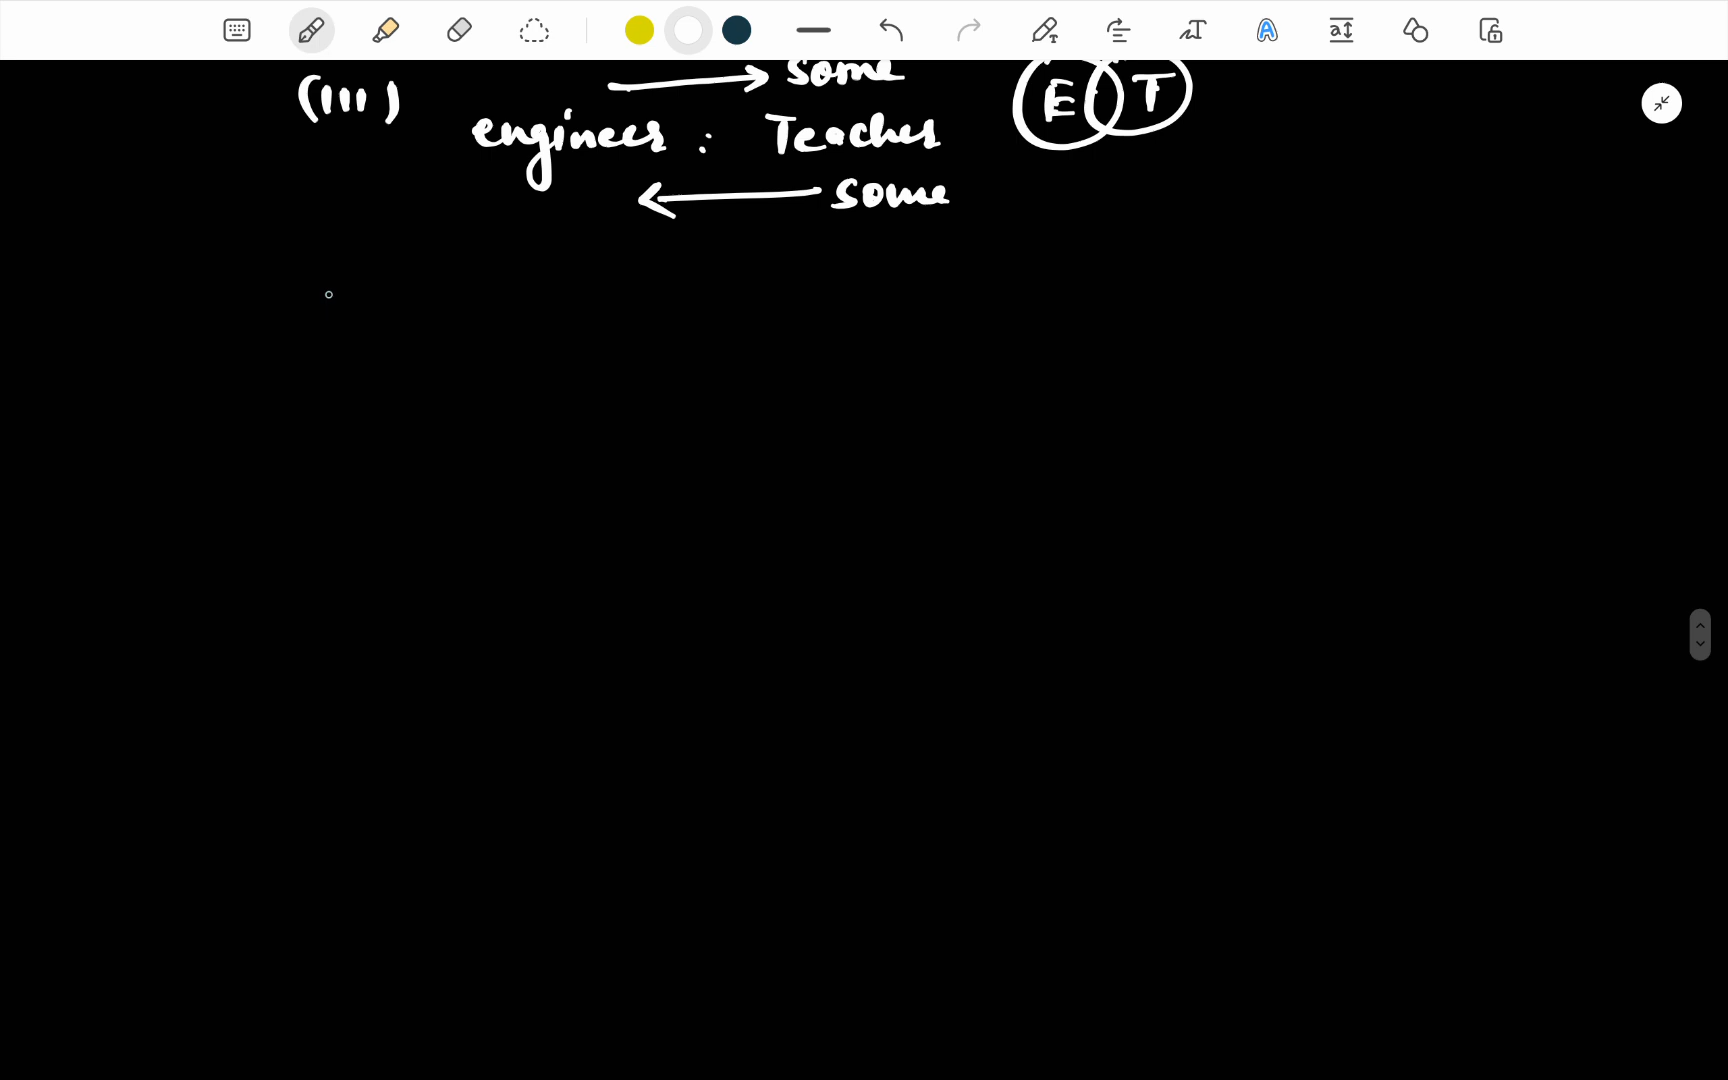 (iii) → some E T
engineer : Teacher
← some